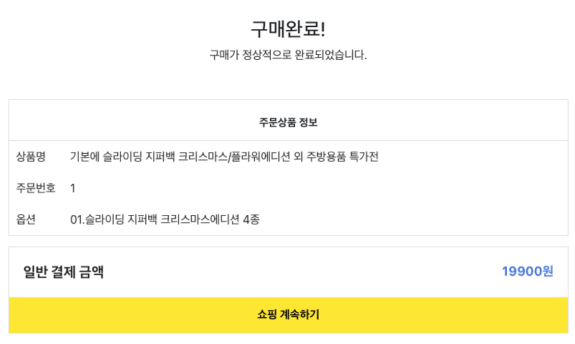 구매완료!
구매가 정상적으로 완료되었습니다.
주문상품 정보
상품명 기본에 슬라이딩 지퍼백 크리스마스/플라워에디션 외 주방용품 특가전
주문번호 1
옵션 01.슬라이딩 지퍼백 크리스마스에디션 4종
일반 결제 금액 19900원
쇼핑 계속하기